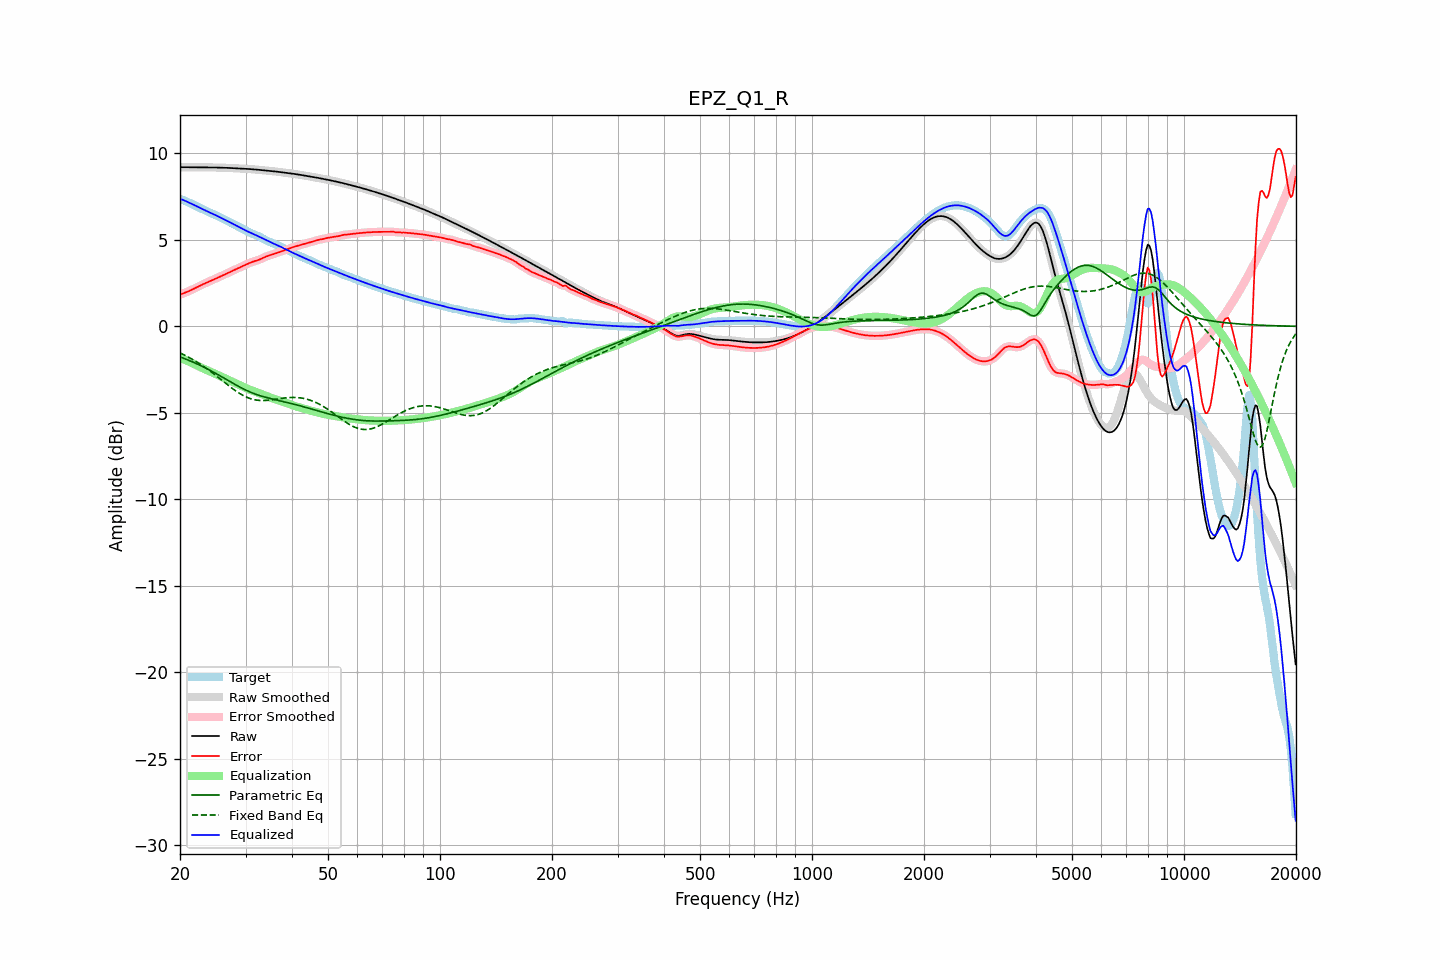 EPZ_Q1_R
Amplitude (dBr)
10
5
0
−5
−10
−15
−20
−25
−30
Target
Raw Smoothed
Error Smoothed
Raw
Error
Equalization
Parametric Eq
Fixed Band Eq
Equalized
20 50 100 200 500 1000 2000 5000 10000 20000
Frequency (Hz)